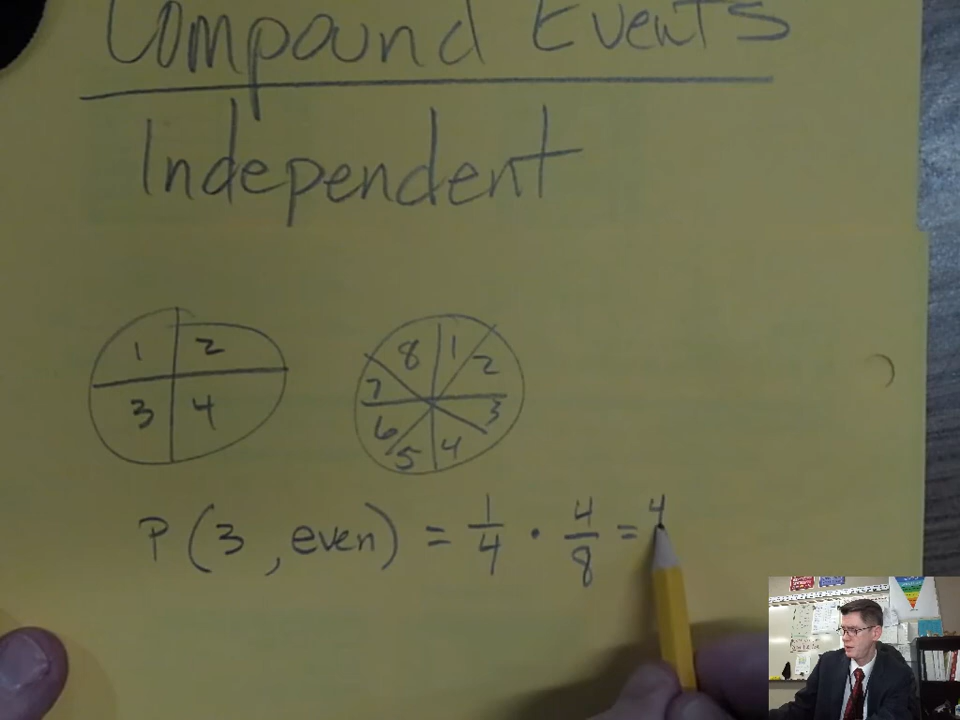 Compound Events
Independent
1 2
3 4
8 1
7 2
6 3
5 4
P (3, even) = 1/4 · 4/8 = 4